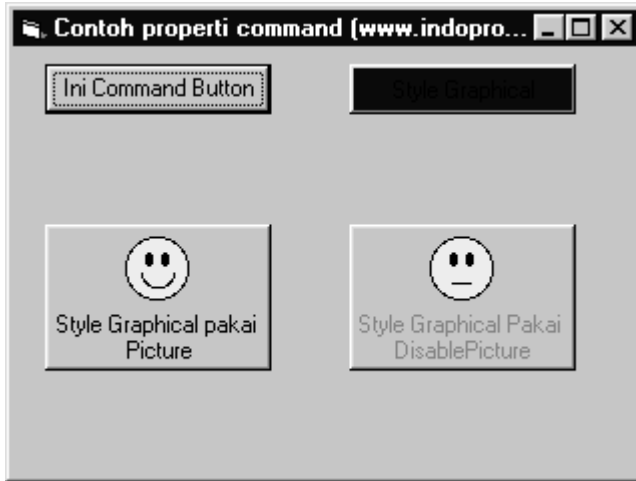 Contoh properti command (www.indopro...
Ini Command Button
Style Graphical
Style Graphical pakai
Picture
Style Graphical Pakai
DisablePicture